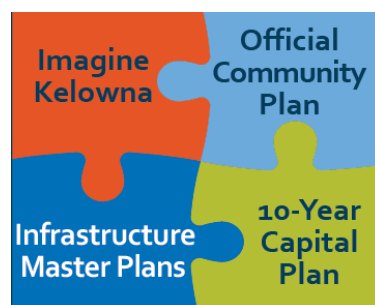 Imagine
Kelowna
Official
Community
Plan
Infrastructure
Master Plans
10-Year
Capital
Plan